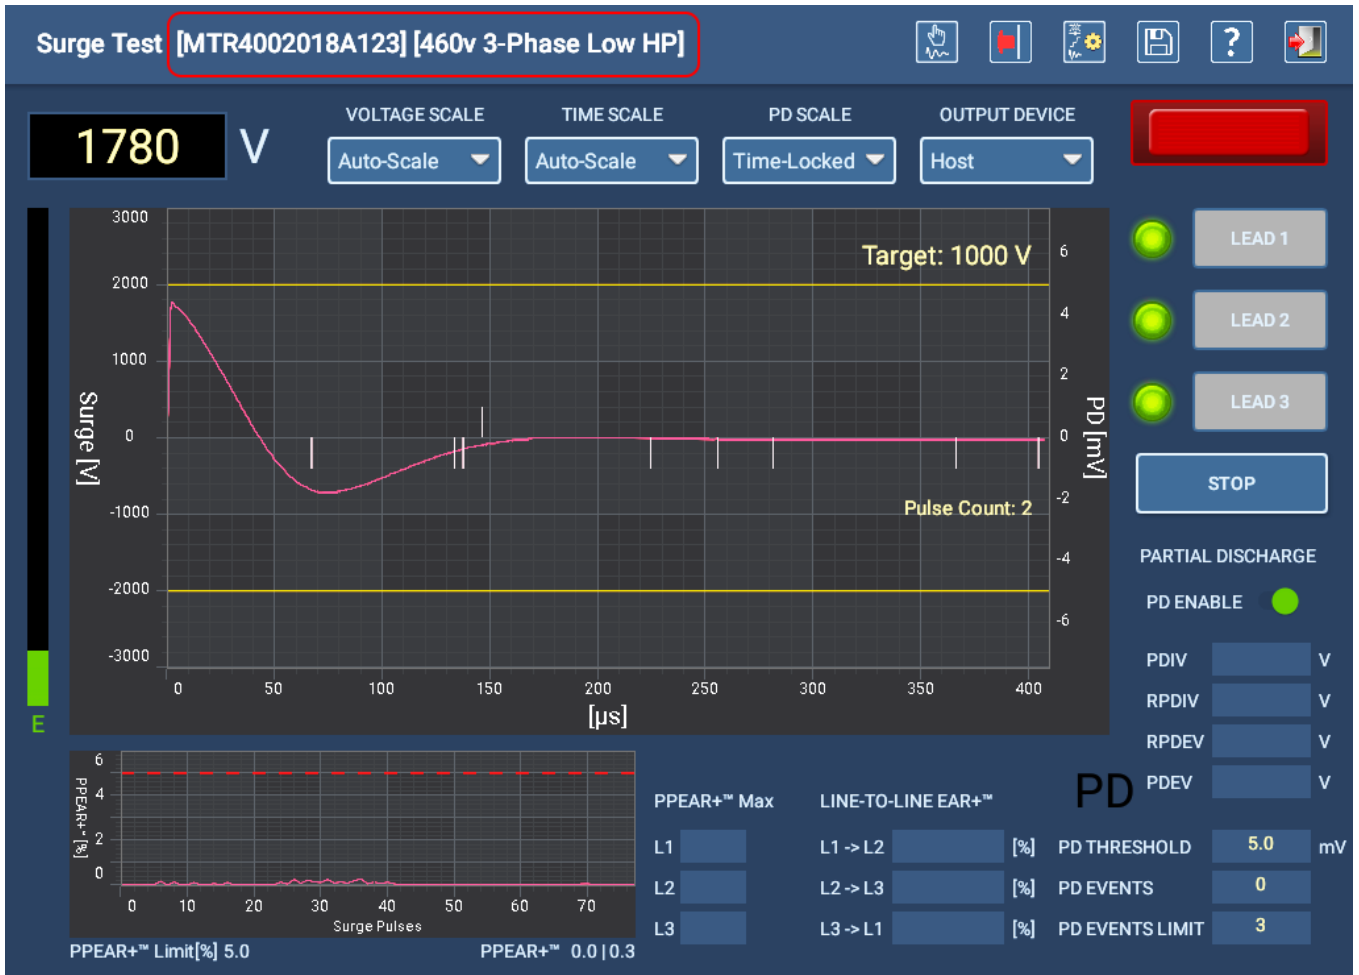 Surge Test [MTR4002018A123] [460v 3-Phase Low HP]
?
1780 V
VOLTAGE SCALE
Auto-Scale
TIME SCALE
Auto-Scale
PD SCALE
Time-Locked
OUTPUT DEVICE
Host
LEAD 1
LEAD 2
LEAD 3
STOP
Target: 1000 V
Pulse Count: 2
Surge [V]
3000
2000
1000
0
-1000
-2000
-3000
PD [mV]
6
4
2
0
-2
-4
-6
0 50 100 150 200 250 300 350 400
[µs]
E
PARTIAL DISCHARGE
PD ENABLE
PDIV V
RPDIV V
RPDEV V
PD
PDEV V
PPEAR+™ [%]
6
4
2
0
0 10 20 30 40 50 60 70
Surge Pulses
PPEAR+™ Limit[%] 5.0
PPEAR+™ 0.0|0.3
PPEAR+™ Max
L1
L2
L3
LINE-TO-LINE EAR+™
L1 -> L2 [%]
L2 -> L3 [%]
L3 -> L1 [%]
PD THRESHOLD 5.0 mV
PD EVENTS 0
PD EVENTS LIMIT 3